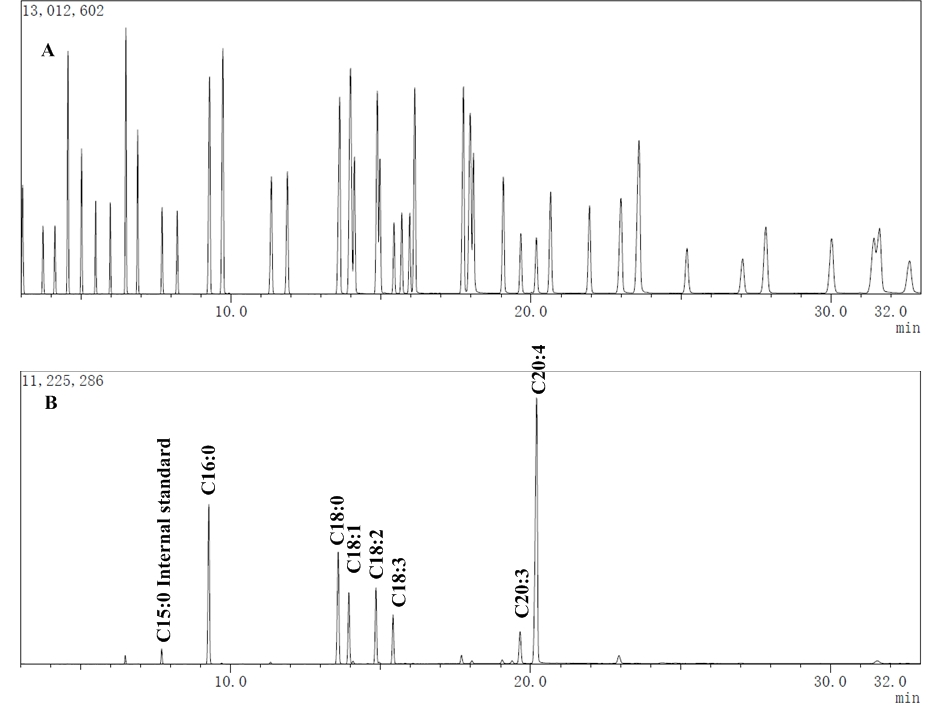 13,012,602
A
10.0 20.0 30.0 32.0
min
11,225,286
B
C15:0 Internal standard
C16:0
C18:0
C18:1
C18:2
C18:3
C20:3
C20:4
10.0 20.0 30.0 32.0
min